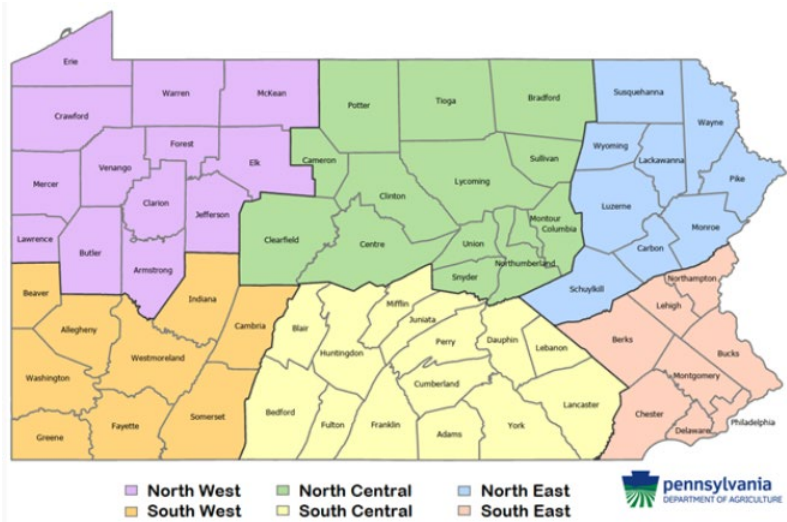 Erie
Warren
McKean
Crawford
Forest
Elk
Venango
Mercer
Clarion
Jefferson
Lawrence
Butler
Armstrong
Potter
Tioga
Bradford
Cameron
Sullivan
Clinton
Lycoming
Clearfield
Centre
Union
Montour
Columbia
Northumberland
Snyder
Susquehanna
Wayne
Wyoming
Lackawanna
Pike
Luzerne
Monroe
Carbon
Schuylkill
Beaver
Indiana
Allegheny
Cambria
Westmoreland
Washington
Somerset
Fayette
Greene
Blair
Mifflin
Juniata
Huntingdon
Perry
Dauphin
Lebanon
Cumberland
Lancaster
Bedford
Fulton
Franklin
Adams
York
Northampton
Lehigh
Berks
Bucks
Montgomery
Chester
Delaware
Philadelphia
North West
North Central
North East
South West
South Central
South East
pennsylvania
DEPARTMENT OF AGRICULTURE